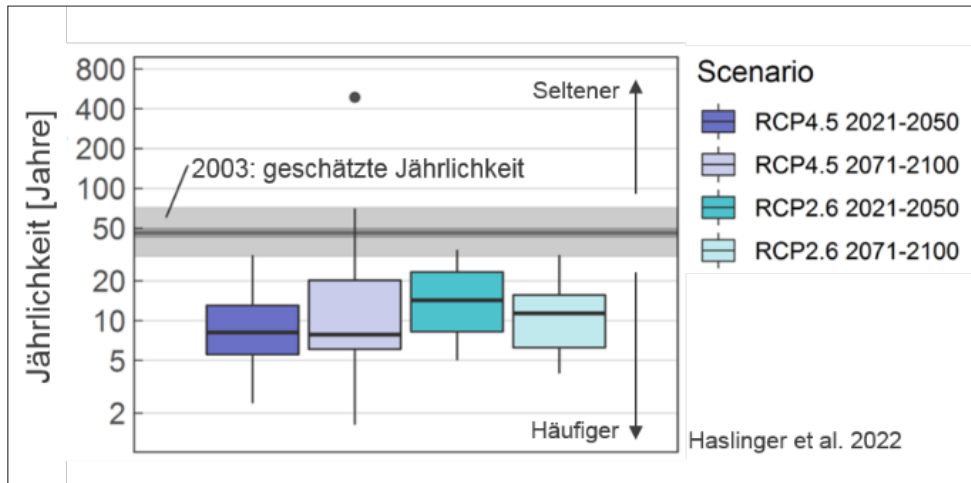 Jährlichkeit [Jahre]
800
400
200
100
50
20
10
5
2
Seltener
2003: geschätzte Jährlichkeit
Häufiger
Scenario
RCP4.5 2021-2050
RCP4.5 2071-2100
RCP2.6 2021-2050
RCP2.6 2071-2100
Haslinger et al. 2022